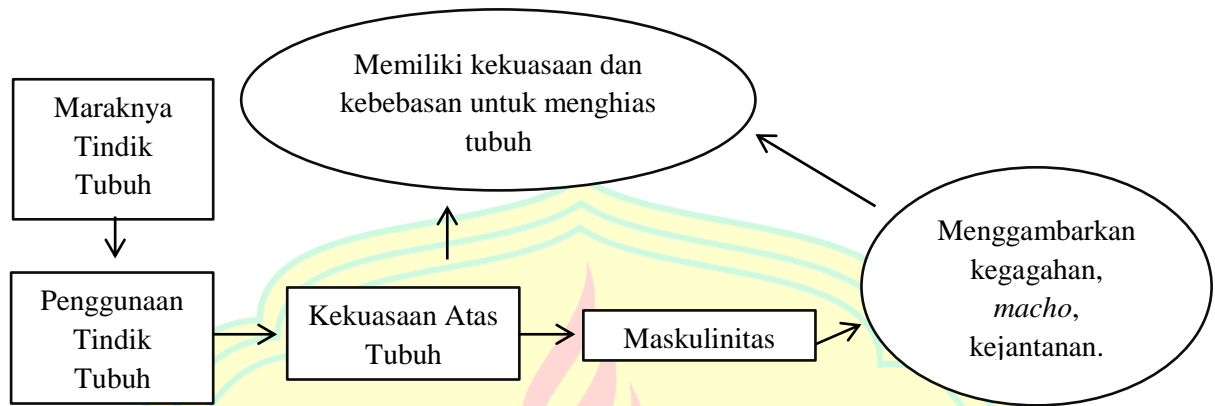 Maraknya
Tindik
Tubuh
Memiliki kekuasaan dan
kebebasan untuk menghias
tubuh
Penggunaan
Tindik
Tubuh
Kekuasaan Atas
Tubuh
Maskulinitas
Menggambarkan
kegagahan,
macho,
kejantanan.